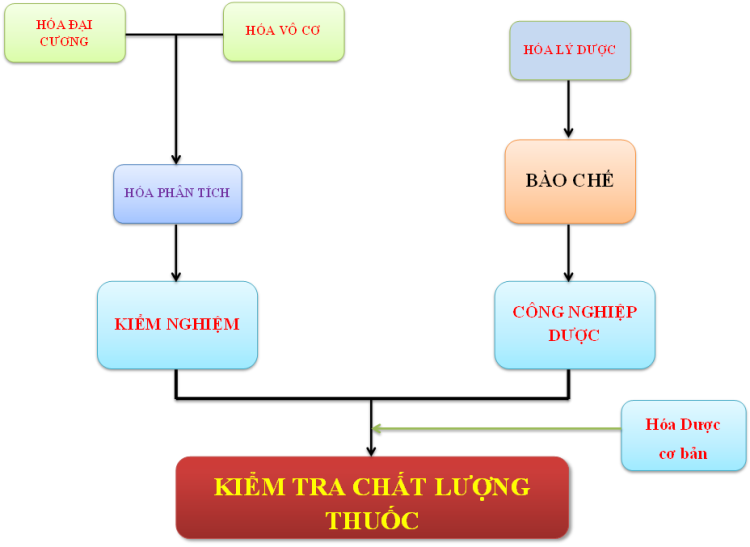 HÓA ĐẠI
CƯƠNG
HÓA VÔ CƠ
HÓA LÝ DƯỢC
HÓA PHÂN TÍCH
BÀO CHẾ
KIỂM NGHIỆM
CÔNG NGHIỆP
DƯỢC
Hóa Dược
cơ bản
KIỂM TRA CHẤT LƯỢNG
THUỐC